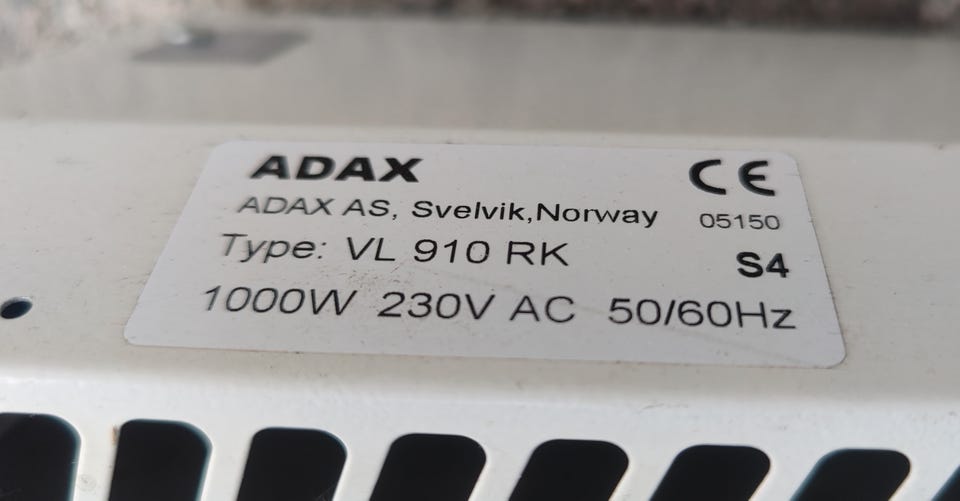 ADAX CE
ADAX AS, Svelvik,Norway 05150
Type: VL 910 RK S4
1000W 230V AC 50/60Hz